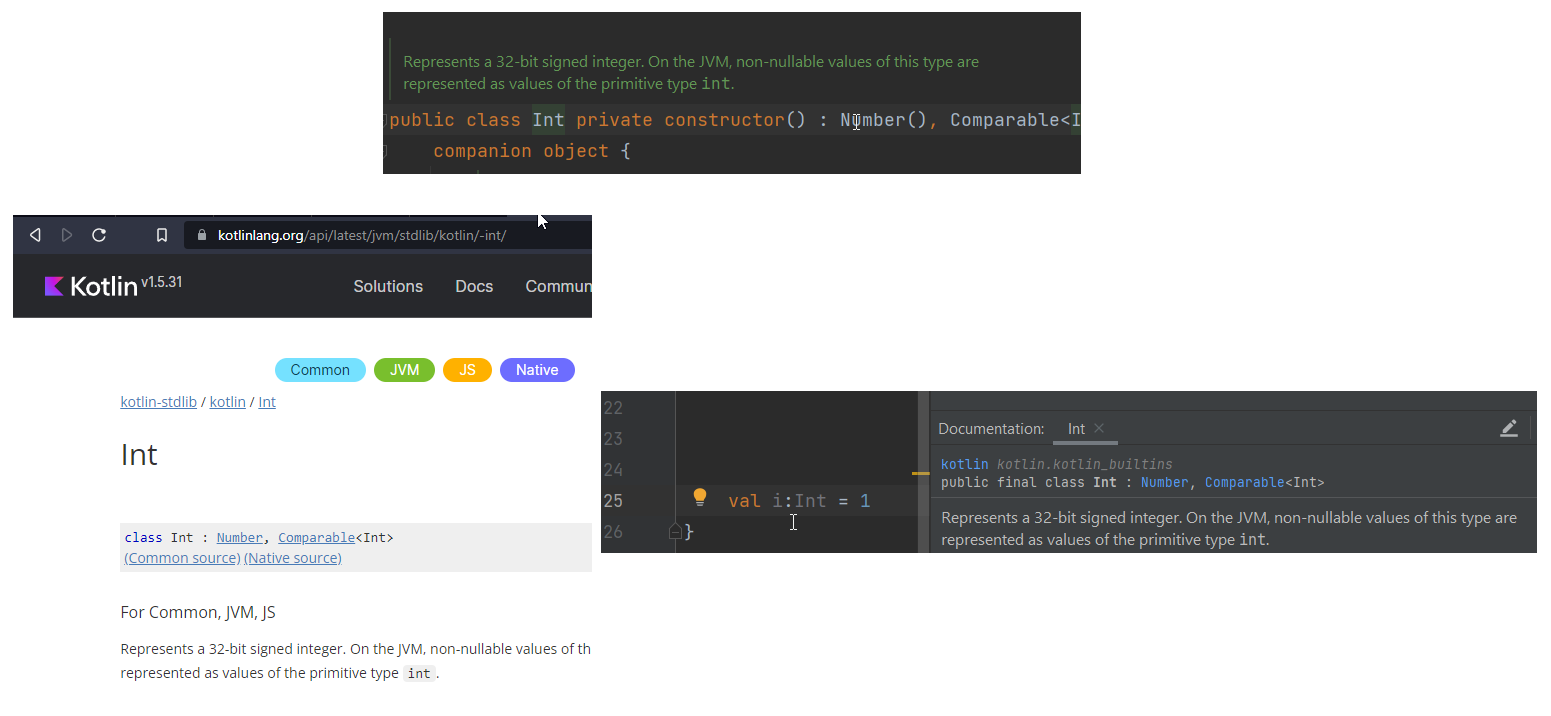 Represents a 32-bit signed integer. On the JVM, non-nullable values of this type are
represented as values of the primitive type int.
public class Int private constructor() : Number(), Comparable<I
companion object {
kotlinlang.org/api/latest/jvm/stdlib/kotlin/-int/
Kotlin v1.5.31
Solutions Docs Commun
Common JVM JS Native
kotlin-stdlib / kotlin / Int
Int
class Int : Number, Comparable<Int>
(Common source) (Native source)
For Common, JVM, JS
Represents a 32-bit signed integer. On the JVM, non-nullable values of th
represented as values of the primitive type int.
22
23
24
25 val i:Int = 1
26 }
Documentation: Int
kotlin kotlin.kotlin_builtins
public final class Int : Number, Comparable<Int>
Represents a 32-bit signed integer. On the JVM, non-nullable values of this type are
represented as values of the primitive type int.